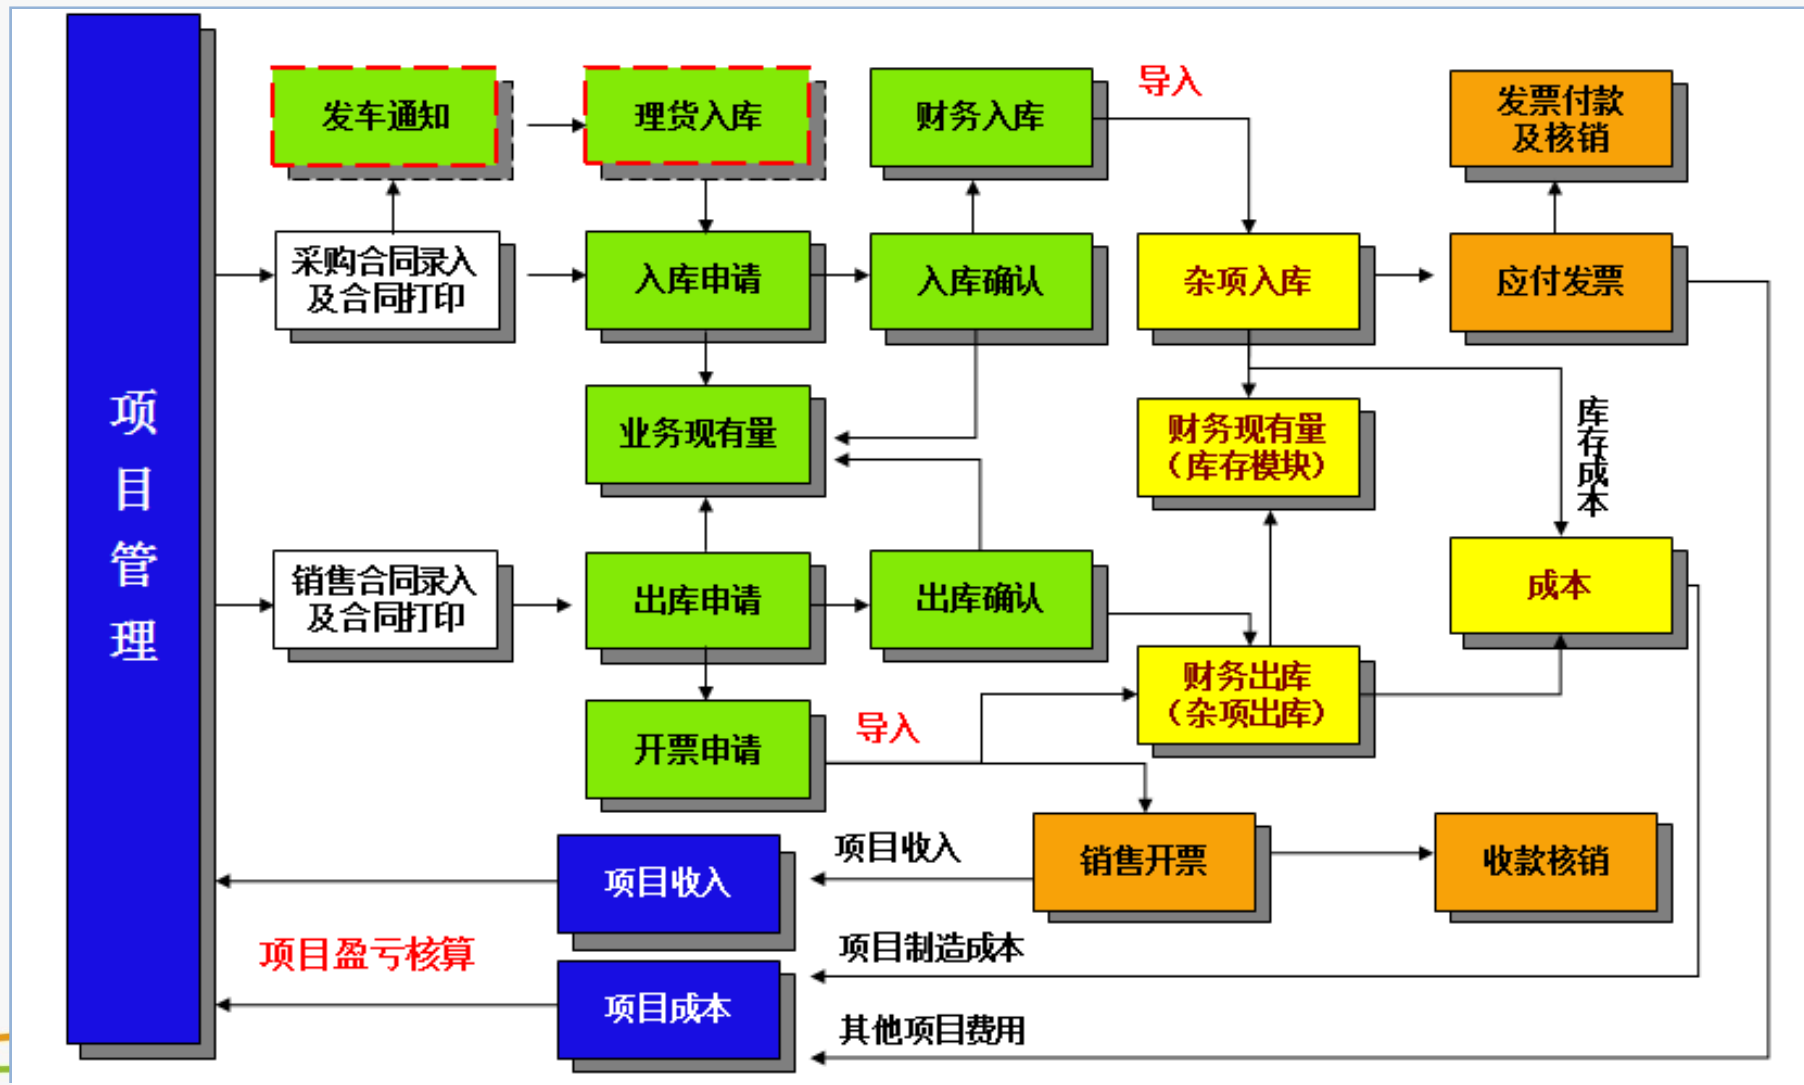 项
目
管
理
发车通知
理货入库
财务入库
导入
发票付款
及核销
采购合同录入
及合同打印
入库申请
入库确认
杂项入库
应付发票
业务现有量
财务现有量
（库存模块）
库存成本
销售合同录入
及合同打印
出库申请
出库确认
成本
财务出库
（杂项出库）
开票申请
导入
项目收入
项目收入
销售开票
收款核销
项目盈亏核算
项目制造成本
项目成本
其他项目费用